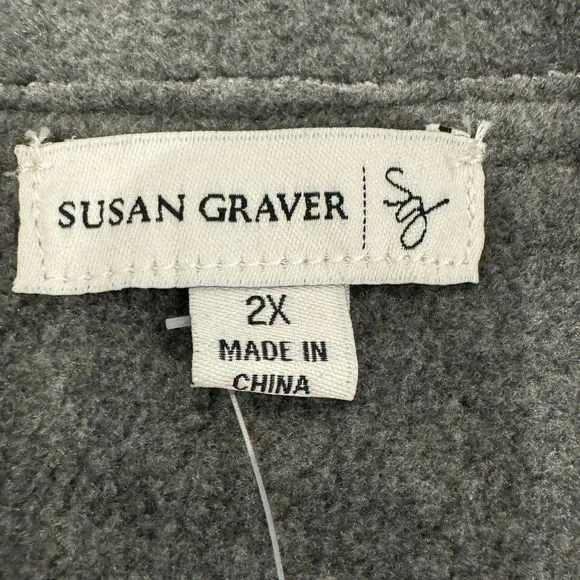 SUSAN GRAVER
Sg
2X
MADE IN
CHINA